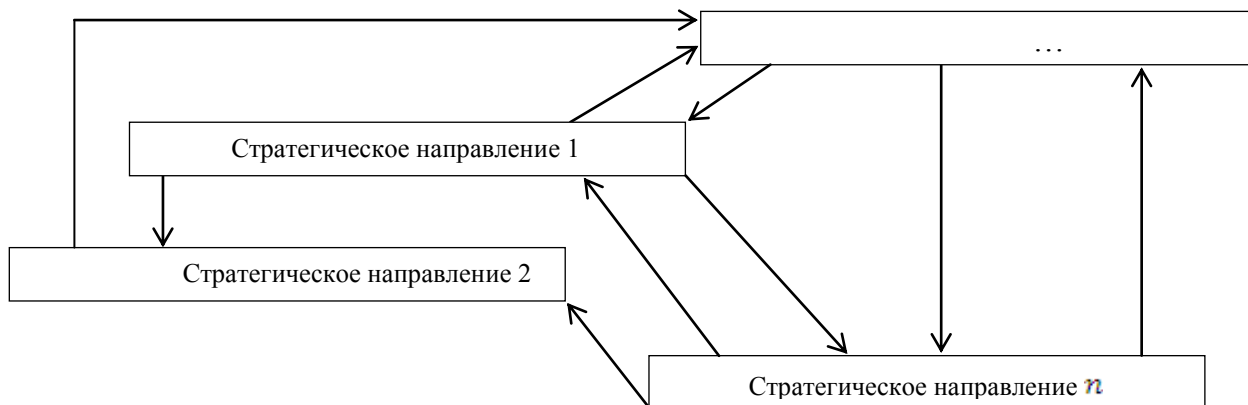 …
Стратегическое направление 1
Стратегическое направление 2
Стратегическое направление n